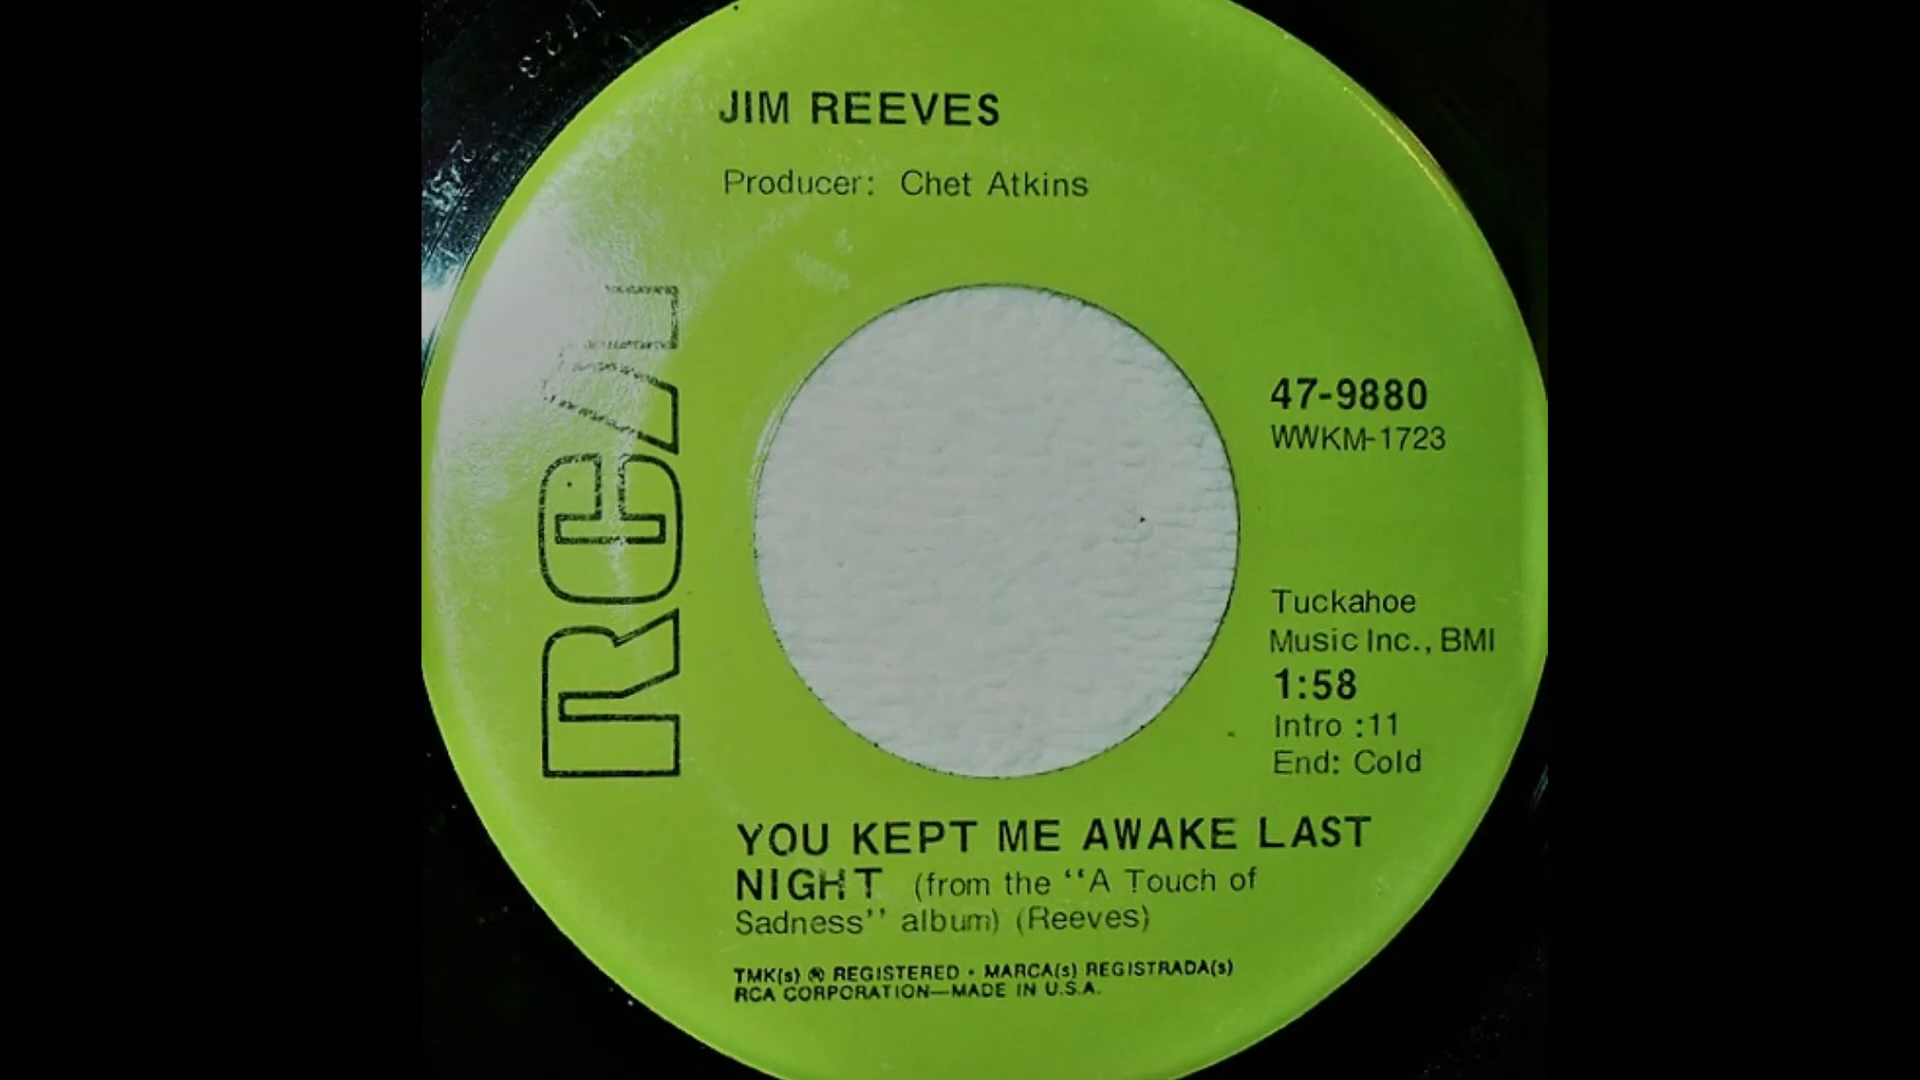 JIM REEVES
Producer: Chet Atkins
RCA
47-9880
WWKM-1723
Tuckahoe
Music Inc., BMI
1:58
Intro :11
End: Cold
YOU KEPT ME AWAKE LAST
NIGHT (from the “A Touch of
Sadness” album) (Reeves)
TMK(s) ® REGISTERED • MARCA(s) REGISTRADA(s)
RCA CORPORATION—MADE IN U.S.A.